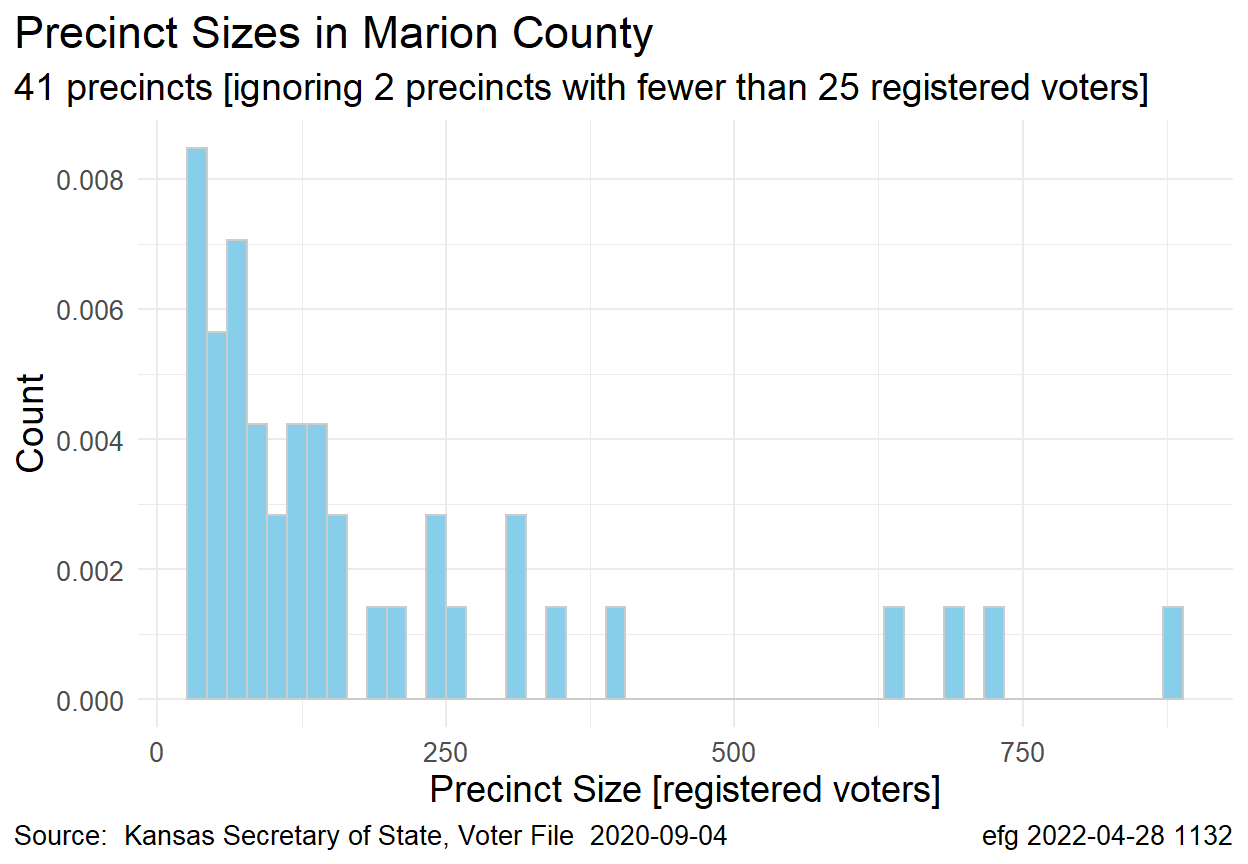 Precinct Sizes in Marion County
41 precincts [ignoring 2 precincts with fewer than 25 registered voters]
0.008
0.006
0.004
0.002
0.000
Count
0 250 500 750
Precinct Size [registered voters]
Source:  Kansas Secretary of State, Voter File  2020-09-04 efg 2022-04-28 1132